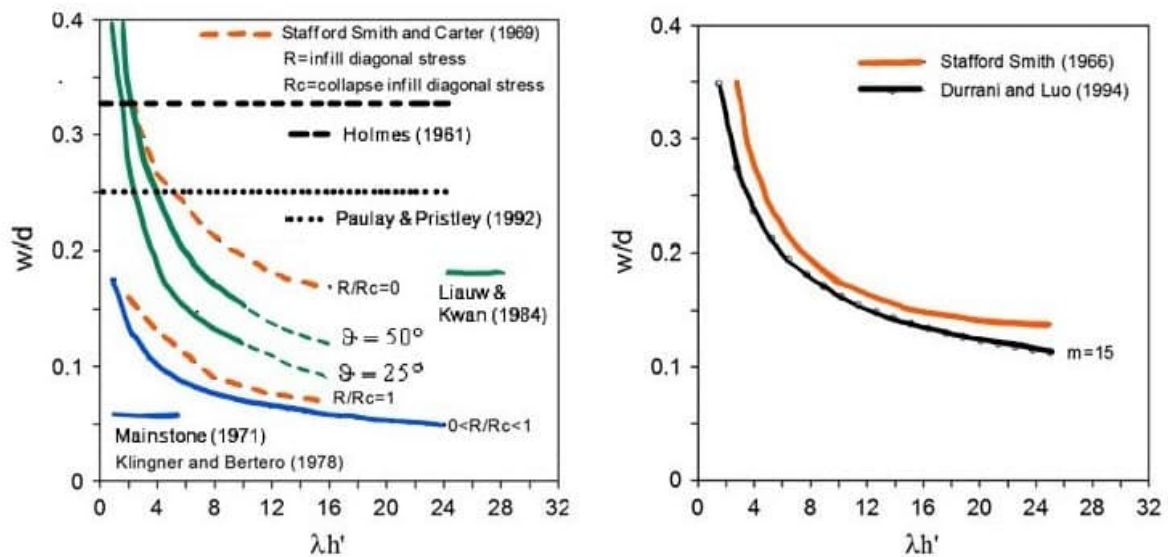 0.4
0.3
0.2
0.1
0
w/d
0 4 8 12 16 20 24 28 32
λh'
Stafford Smith and Carter (1969)
R=infill diagonal stress
Rc=collapse infill diagonal stress
Holmes (1961)
Paulay & Pristley (1992)
R/Rc=0
Liauw &
Kwan (1984)
ϑ = 50°
ϑ = 25°
R/Rc=1
0<R/Rc<1
Mainstone (1971)
Klingner and Bertero (1978)
0.4
0.3
0.2
0.1
0
w/d
0 4 8 12 16 20 24 28 32
λh'
Stafford Smith (1966)
Durrani and Luo (1994)
m=15